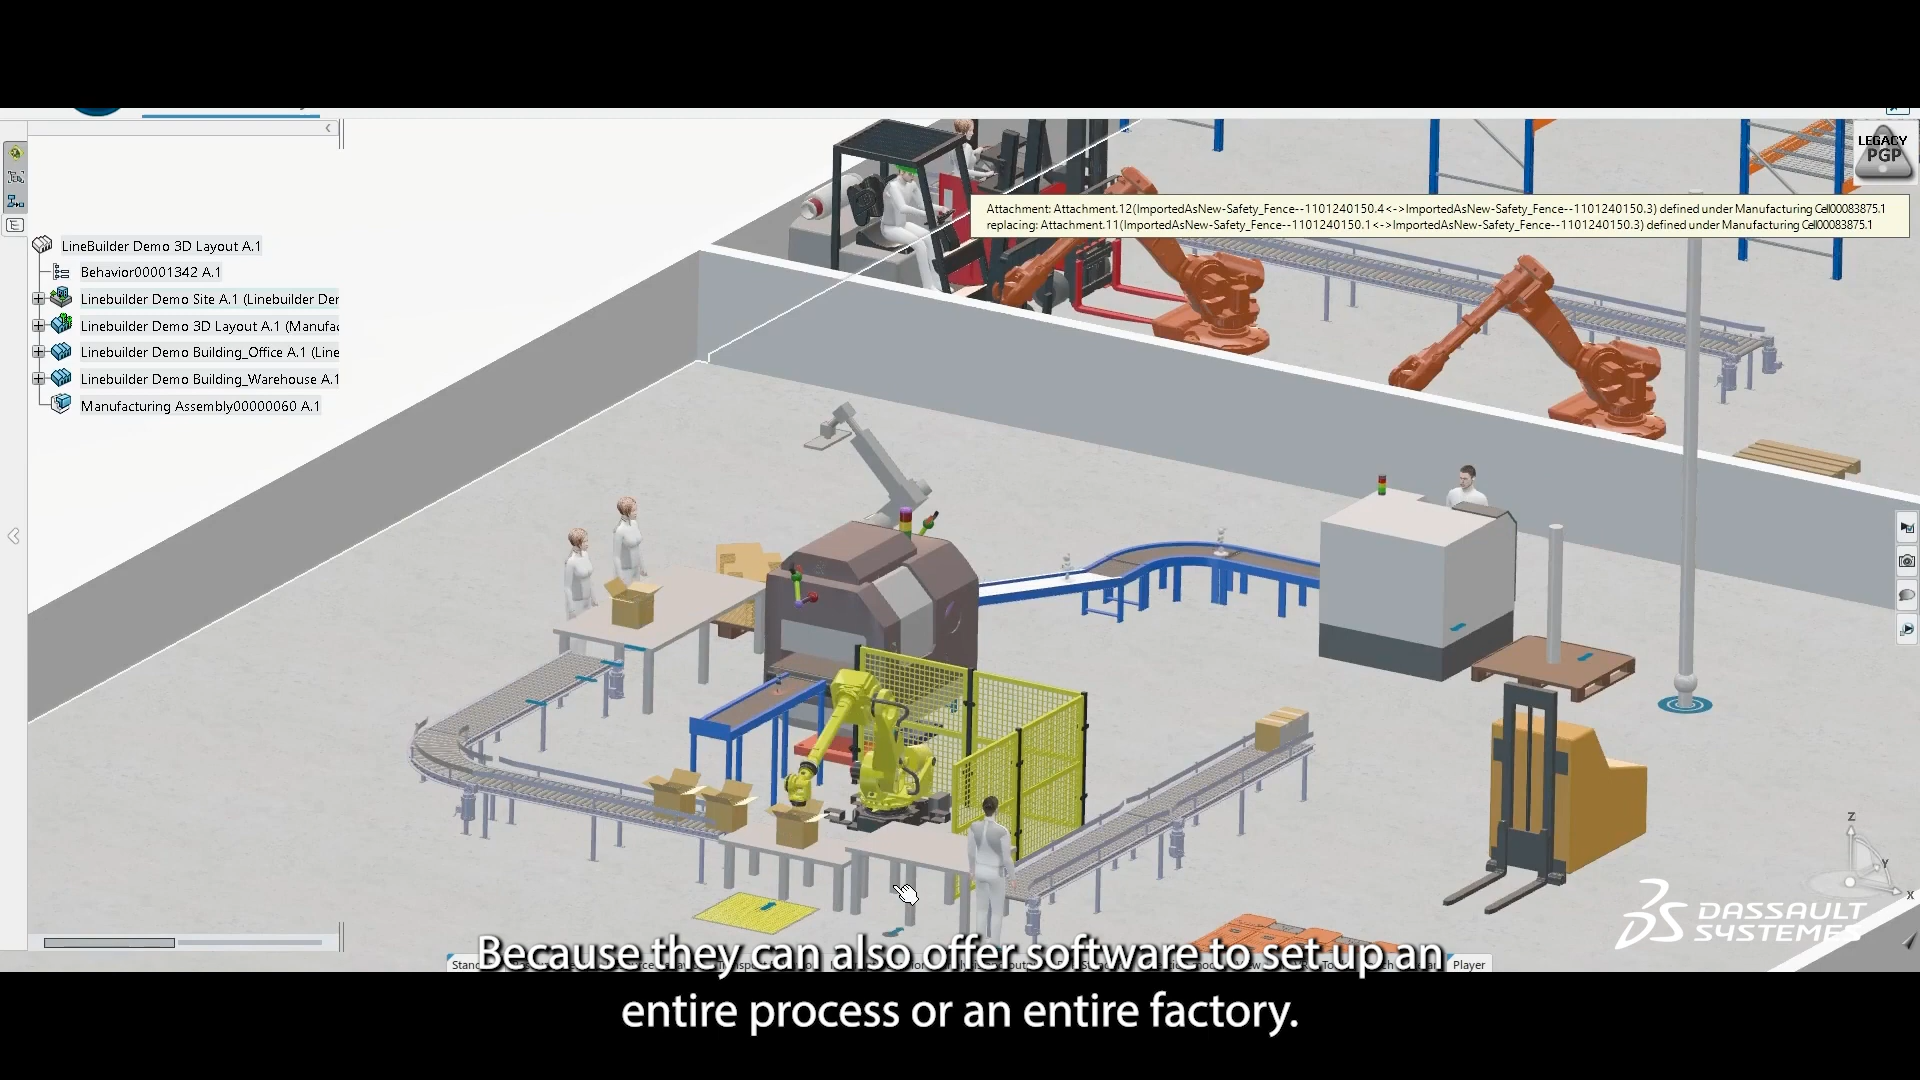 LEGACY
PGP
Attachment: Attachment.12(ImportedAsNew-Safety_Fence--1101240150.4<->ImportedAsNew-Safety_Fence--1101240150.3) defined under Manufacturing Cell00083875.1
replacing: Attachment.11(ImportedAsNew-Safety_Fence--1101240150.1<->ImportedAsNew-Safety_Fence--1101240150.3) defined under Manufacturing Cell00083875.1
LineBuilder Demo 3D Layout A.1
Behavior00001342 A.1
Linebuilder Demo Site A.1 (Linebuilder Der
Linebuilder Demo 3D Layout A.1 (Manufac
Linebuilder Demo Building_Office A.1 (Line
Linebuilder Demo Building_Warehouse A.1
Manufacturing Assembly00000060 A.1
Z
Y
X
DASSAULT
SYSTEMES
Player
Because they can also offer software to set up an
entire process or an entire factory.